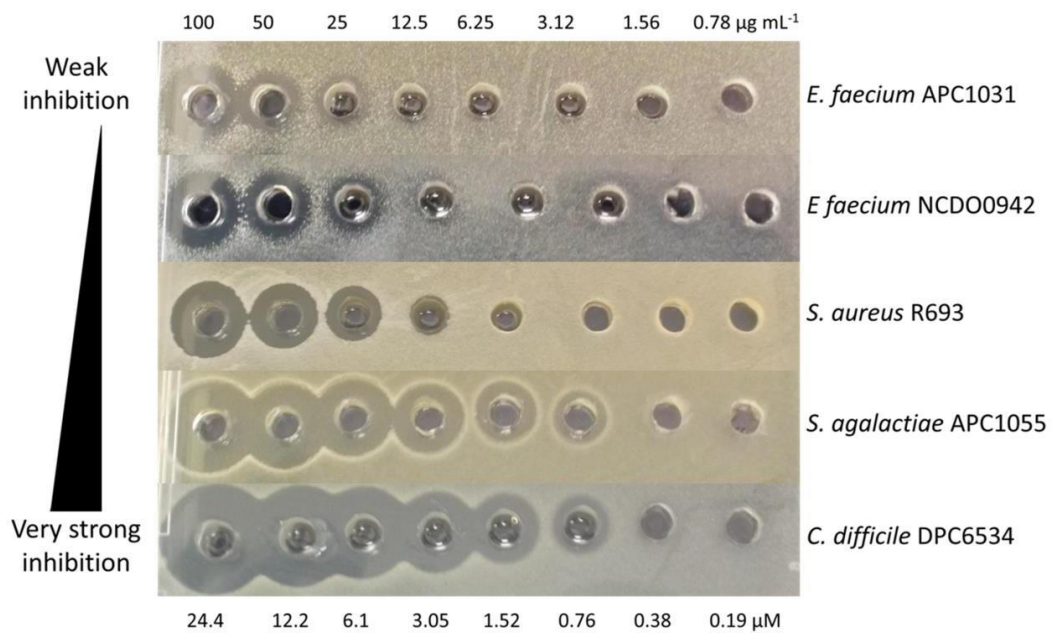 100 50 25 12.5 6.25 3.12 1.56 0.78 µg mL⁻¹
Weak
inhibition
E. faecium APC1031
E faecium NCDO0942
S. aureus R693
S. agalactiae APC1055
Very strong
inhibition
C. difficile DPC6534
24.4 12.2 6.1 3.05 1.52 0.76 0.38 0.19 µM